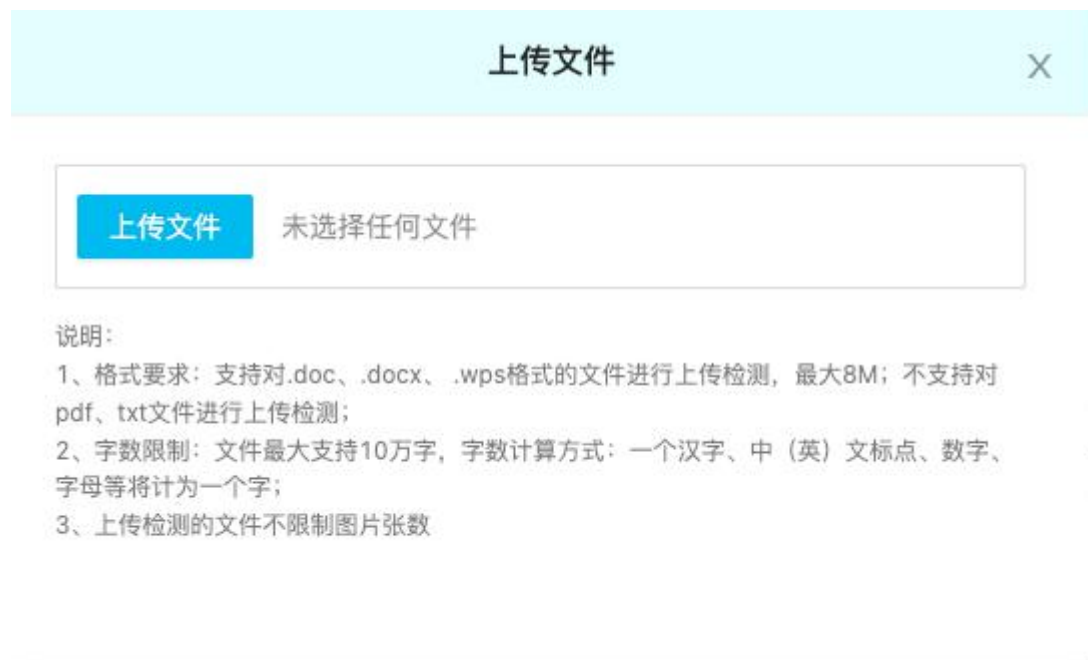 上传文件
X
上传文件 未选择任何文件
说明：
1、格式要求：支持对.doc、.docx、 .wps格式的文件进行上传检测，最大8M；不支持对
pdf、txt文件进行上传检测；
2、字数限制：文件最大支持10万字，字数计算方式：一个汉字、中（英）文标点、数字、
字母等将计为一个字；
3、上传检测的文件不限制图片张数